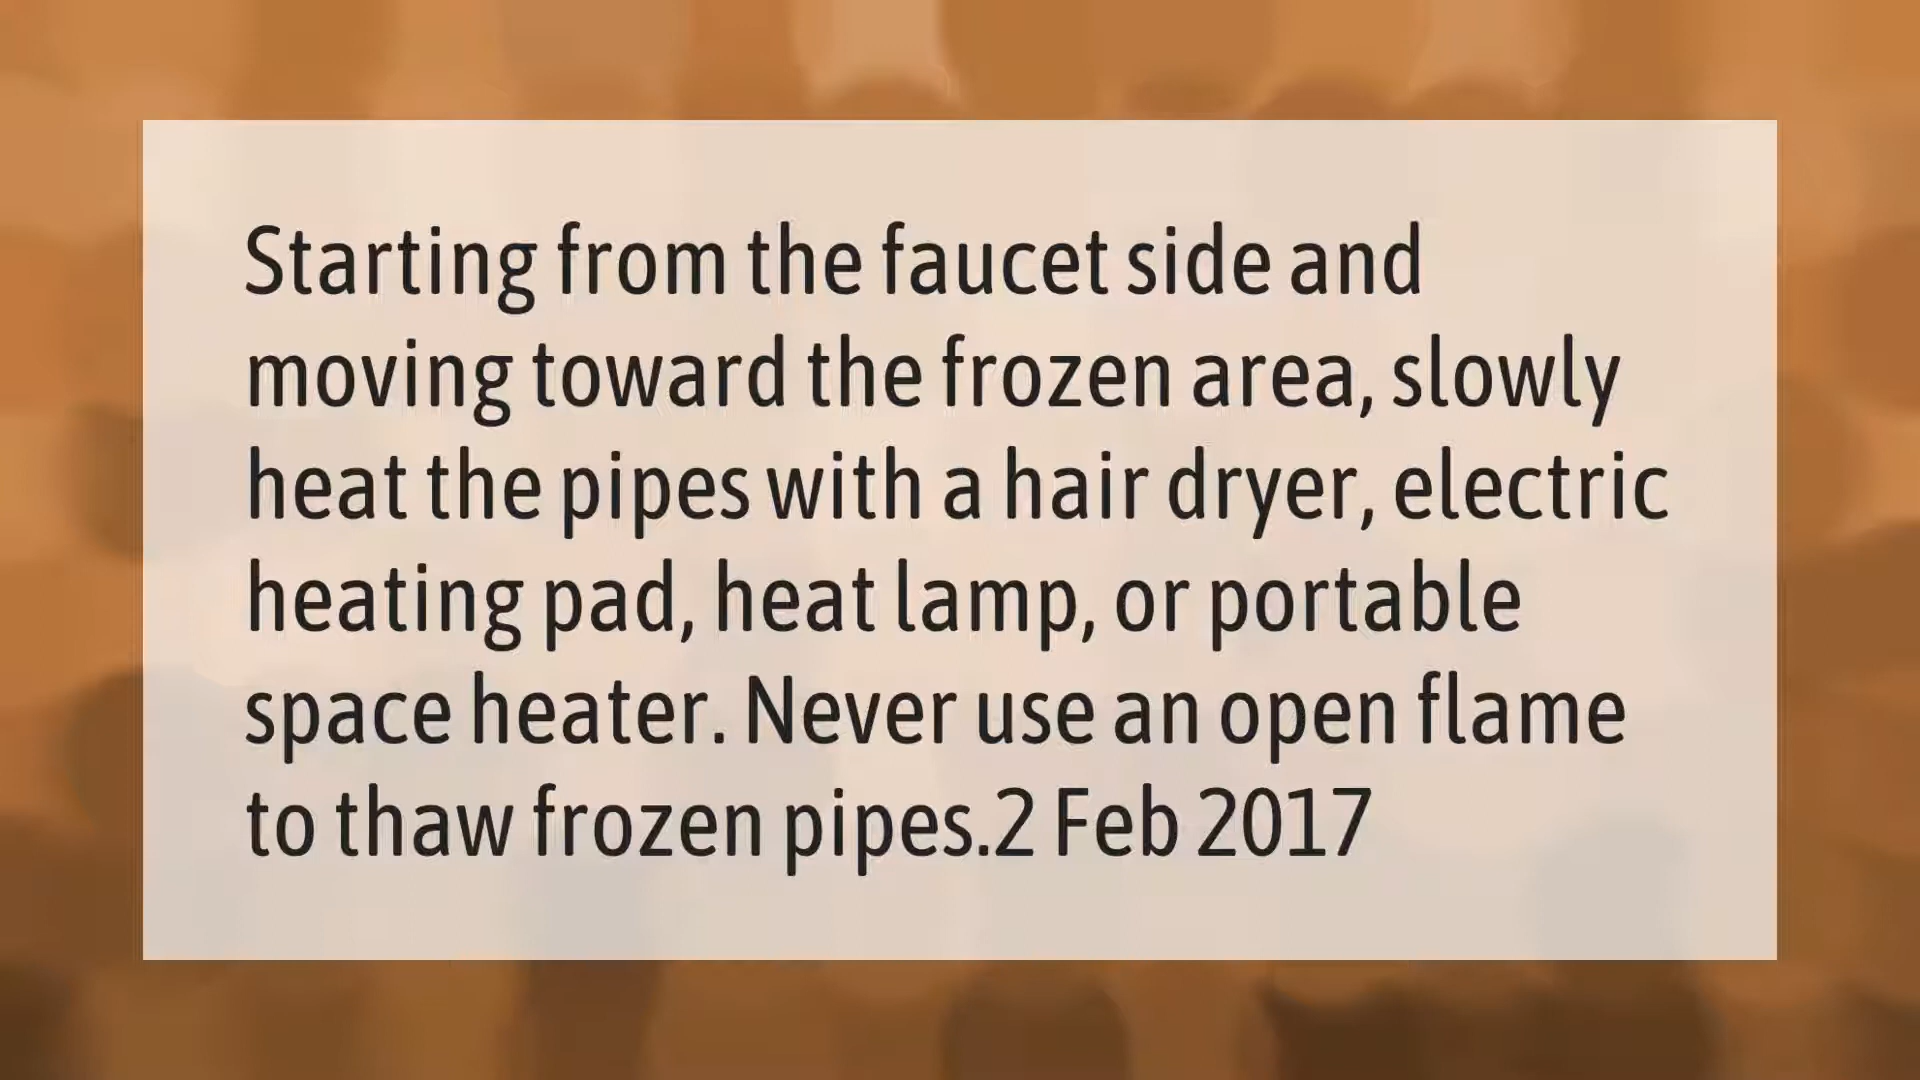 Starting from the faucet side and
moving toward the frozen area, slowly
heat the pipes with a hair dryer, electric
heating pad, heat lamp, or portable
space heater. Never use an open flame
to thaw frozen pipes.2 Feb 2017